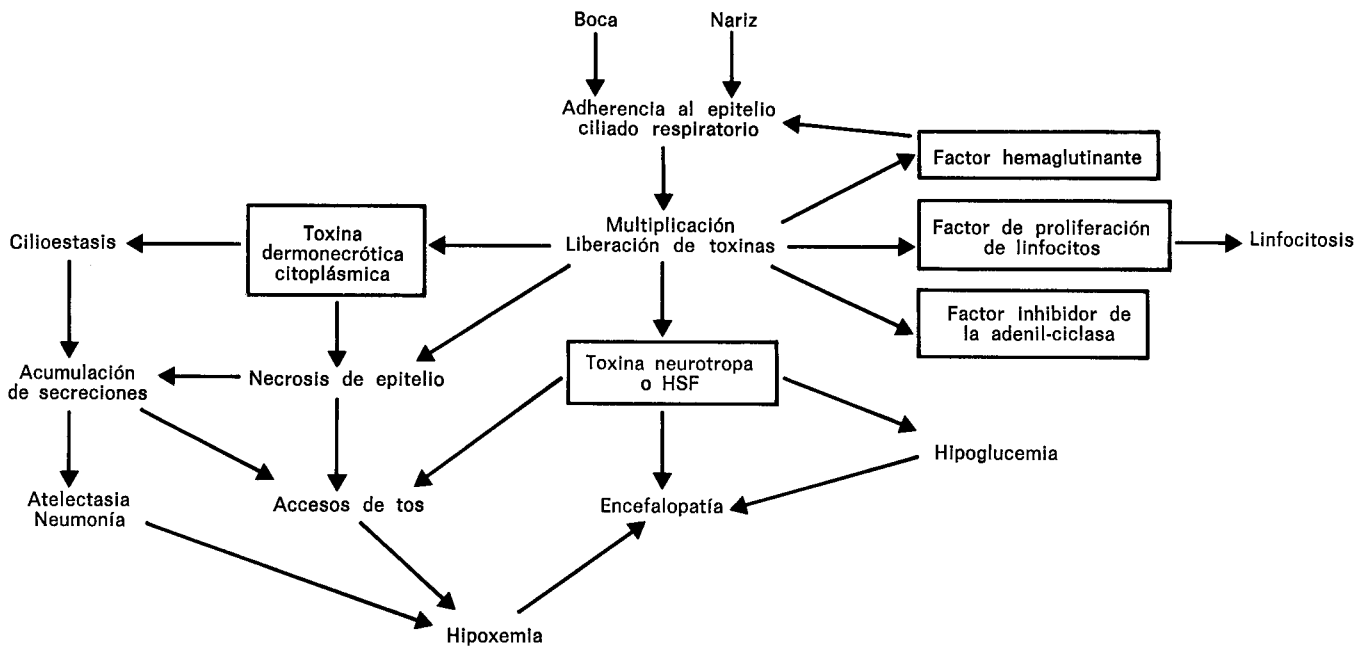 Boca
Nariz
Adherencia al epitelio
ciliado respiratorio
Factor hemaglutinante
Multiplicación
Liberación de toxinas
Factor de proliferación
de linfocitos
Linfocitosis
Cilioestasis
Toxina
dermonecrótica
citoplásmica
Factor Inhibidor de
la adenil-ciclasa
Toxina neurotropa
o HSF
Acumulación
de secreciones
Necrosis de epitelio
Hipoglucemia
Atelectasia
Neumonía
Accesos de tos
Encefalopatía
Hipoxemia